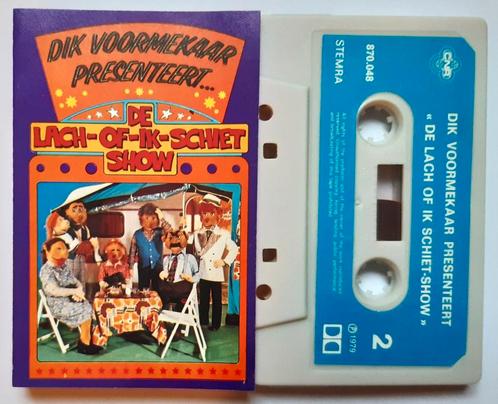 DIK VOORMEKAAR
PRESENTEERT...
DE
LACH-OF-IK-SCHIET
SHOW
STEMRA
870.048
CNR
DIK VOORMEKAAR PRESENTEERT
« DE LACH OF IK SCHIET-SHOW »
2
℗ 1979